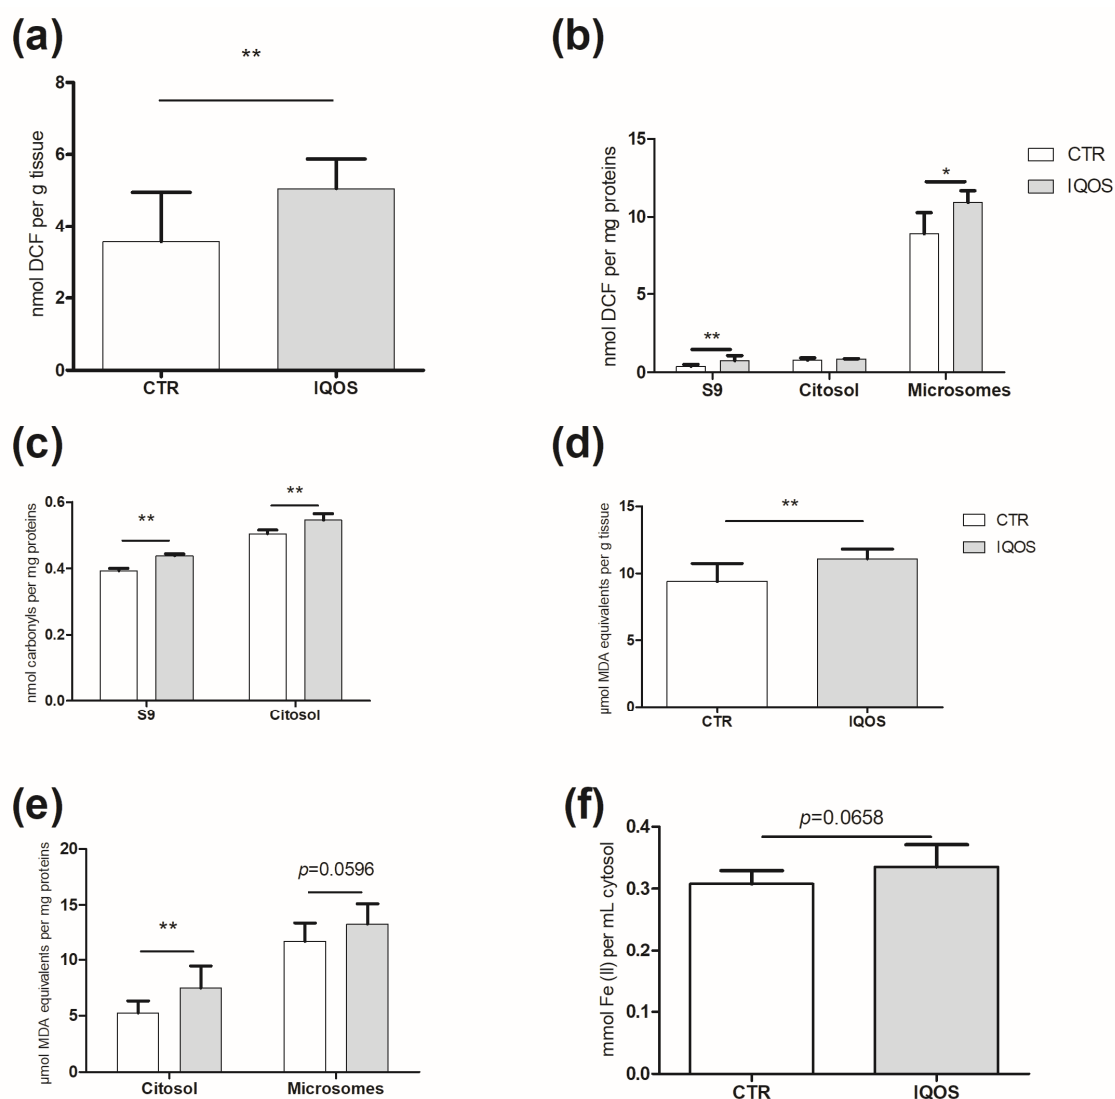 (a)
**
nmol DCF per g tissue
8
6
4
2
0
CTR
IQOS
(b)
nmol DCF per mg proteins
15
10
5
0
**
*
S9
Citosol
Microsomes
CTR
IQOS
(c)
nmol carbonyls per mg proteins
0.6
0.4
0.2
0.0
**
**
S9
Citosol
(d)
µmol MDA equivalents per g tissue
15
10
5
0
**
CTR
IQOS
CTR
IQOS
(e)
µmol MDA equivalents per mg proteins
20
15
10
5
0
**
p=0.0596
Citosol
Microsomes
(f)
mmol Fe (II) per mL cytosol
0.4
0.3
0.2
0.1
0.0
p=0.0658
CTR
IQOS